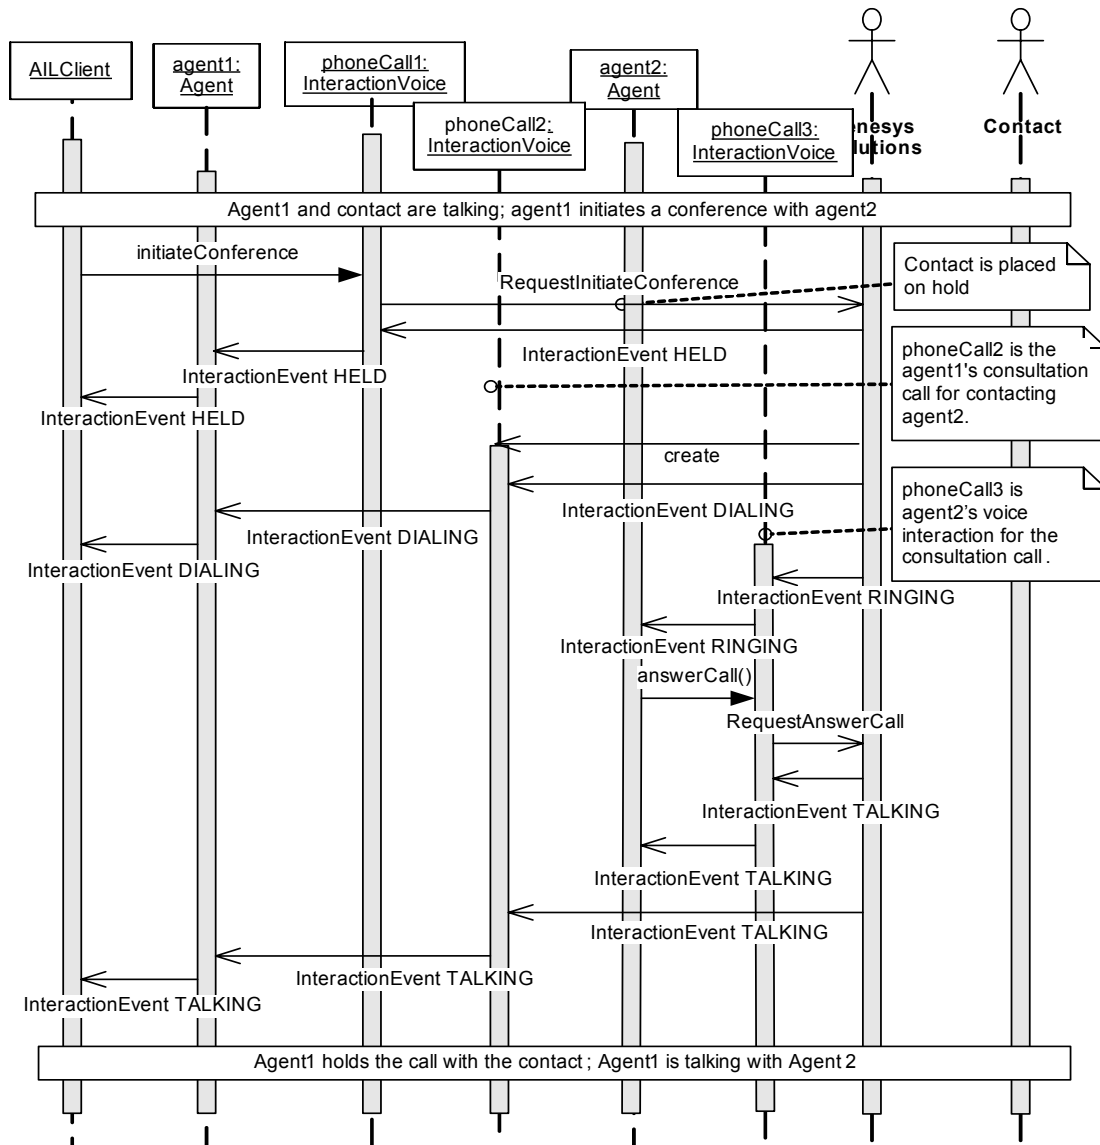 AILClient
agent1:
Agent
phoneCall1:
InteractionVoice
phoneCall2:
InteractionVoice
agent2:
Agent
phoneCall3:
InteractionVoice
enesys
lutions
Contact
Agent1 and contact are talking; agent1 initiates a conference with agent2
initiateConference
RequestInitiateConference
Contact is placed
on hold
InteractionEvent HELD
InteractionEvent HELD
InteractionEvent HELD
phoneCall2 is the
agent1's consultation
call for contacting
agent2.
create
InteractionEvent DIALING
InteractionEvent DIALING
InteractionEvent DIALING
phoneCall3 is
agent2's voice
interaction for the
consultation call .
InteractionEvent RINGING
InteractionEvent RINGING
answerCall()
RequestAnswerCall
InteractionEvent TALKING
InteractionEvent TALKING
InteractionEvent TALKING
InteractionEvent TALKING
InteractionEvent TALKING
Agent1 holds the call with the contact ; Agent1 is talking with Agent 2